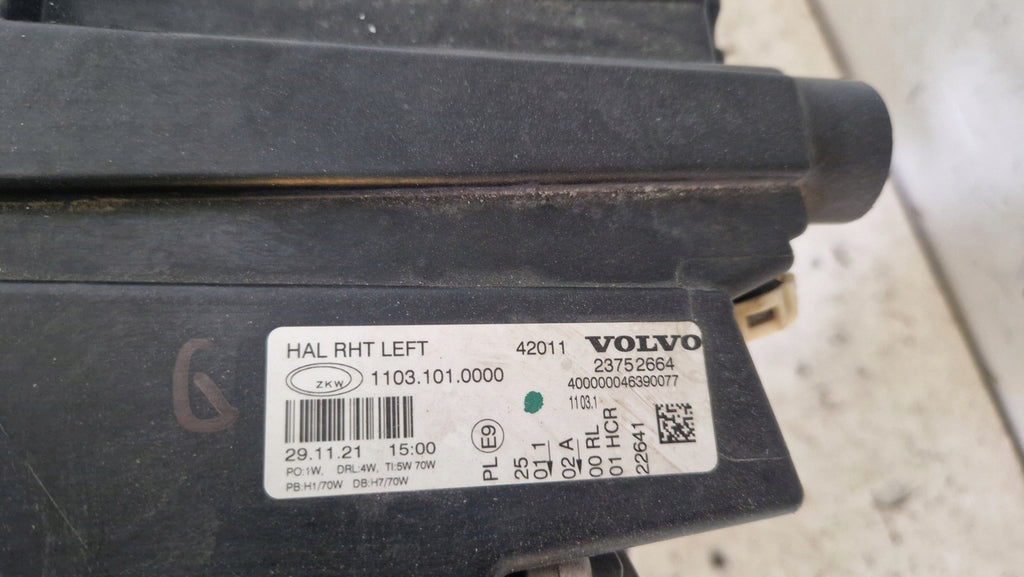 HAL RHT LEFT
42011 VOLVO
ZKW 1103.101.0000
23752664
400000046390077
1103.1
29.11.21 15:00
PO:1W, DRL:4W, TI:5W 70W
PB:H1/70W DB:H7/70W
PL E9
25
01 1
02 A
00 RL
01 HCR
22641